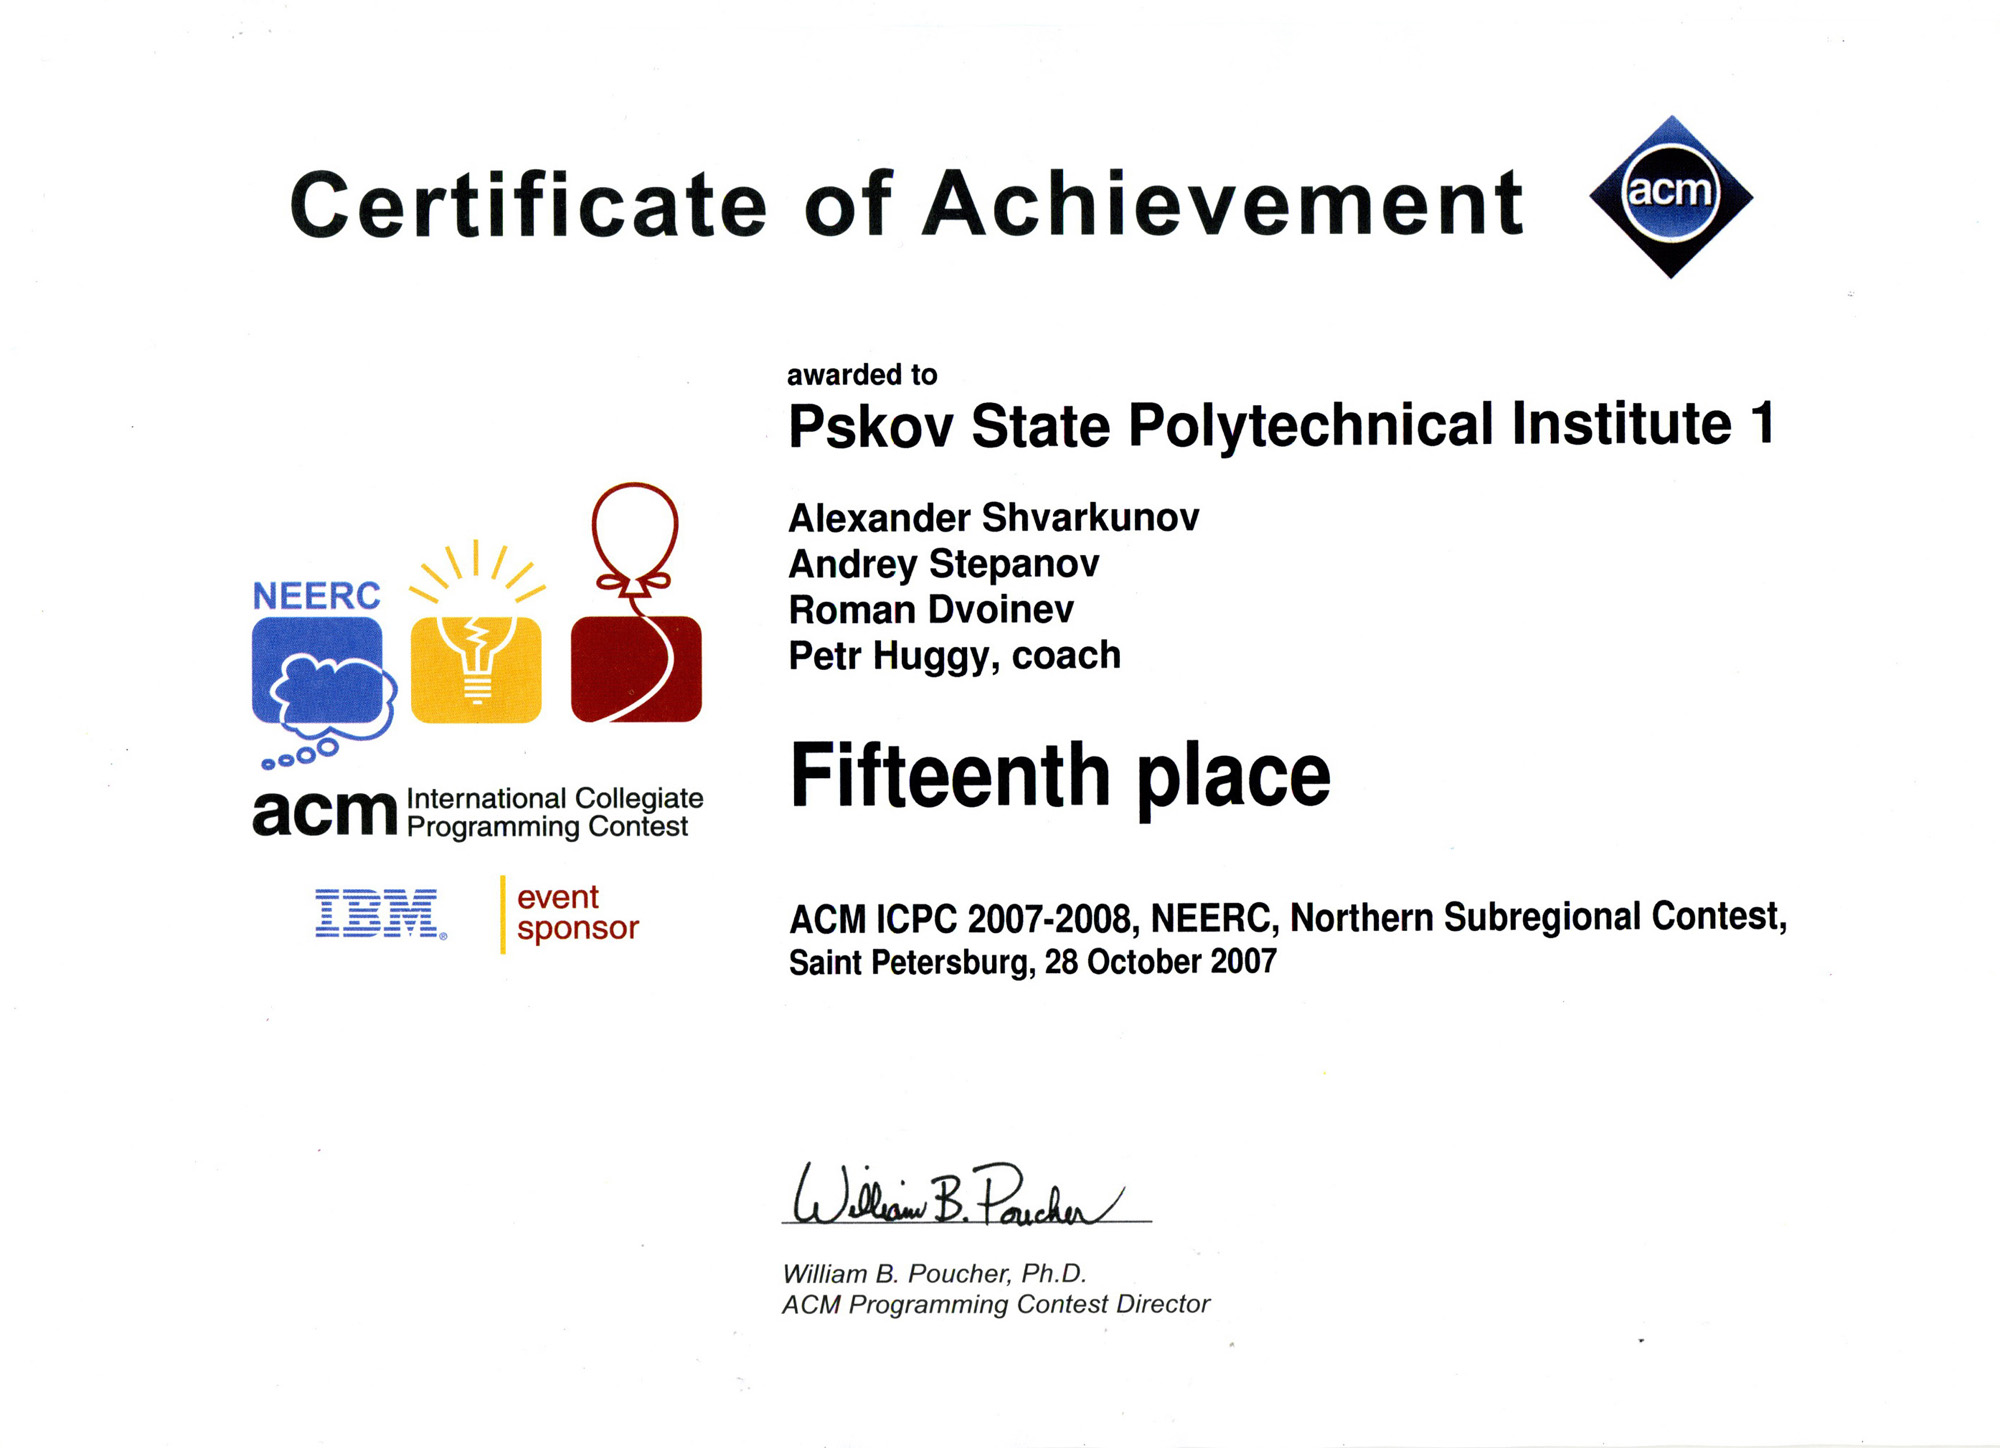 Certificate of Achievement
acm
awarded to
Pskov State Polytechnical Institute 1
Alexander Shvarkunov
Andrey Stepanov
Roman Dvoinev
Petr Huggy, coach
NEERC
acm International Collegiate
Programming Contest
IBM®
event
sponsor
Fifteenth place
ACM ICPC 2007-2008, NEERC, Northern Subregional Contest,
Saint Petersburg, 28 October 2007
William B. Poucher
William B. Poucher, Ph.D.
ACM Programming Contest Director